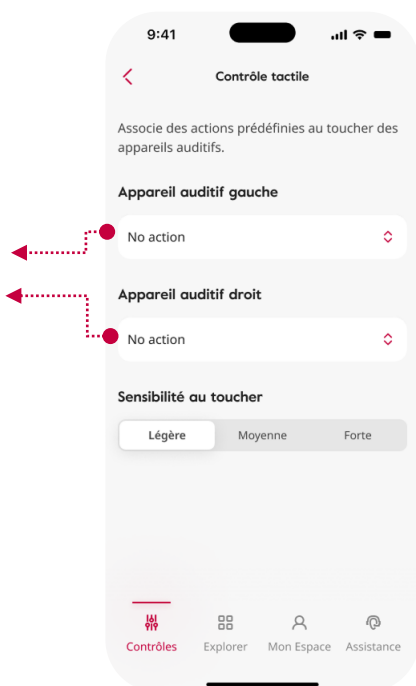 9:41
Contrôle tactile
Associe des actions prédéfinies au toucher des
appareils auditifs.
Appareil auditif gauche
No action
Appareil auditif droit
No action
Sensibilité au toucher
Légère Moyenne Forte
Contrôles Explorer Mon Espace Assistance